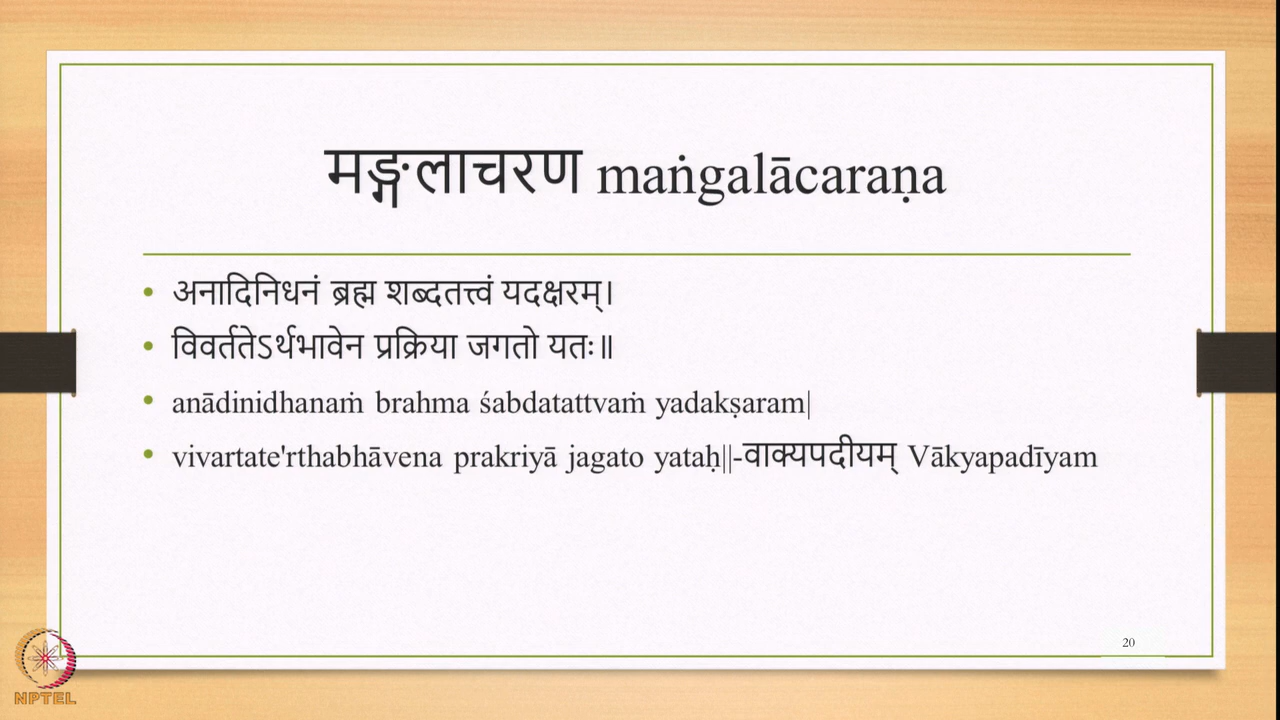 मङ्गलाचरण maṅgalācaraṇa
• अनादिनिधनं ब्रह्म शब्दतत्त्वं यदक्षरम्।
• विवर्ततेऽर्थभावेन प्रक्रिया जगतो यतः॥
• anādinidhanaṁ brahma śabdatattvaṁ yadakṣaram|
• vivartate'rthabhāvena prakriyā jagato yataḥ||-वाक्यपदीयम् Vākyapadīyam
20
NPTEL